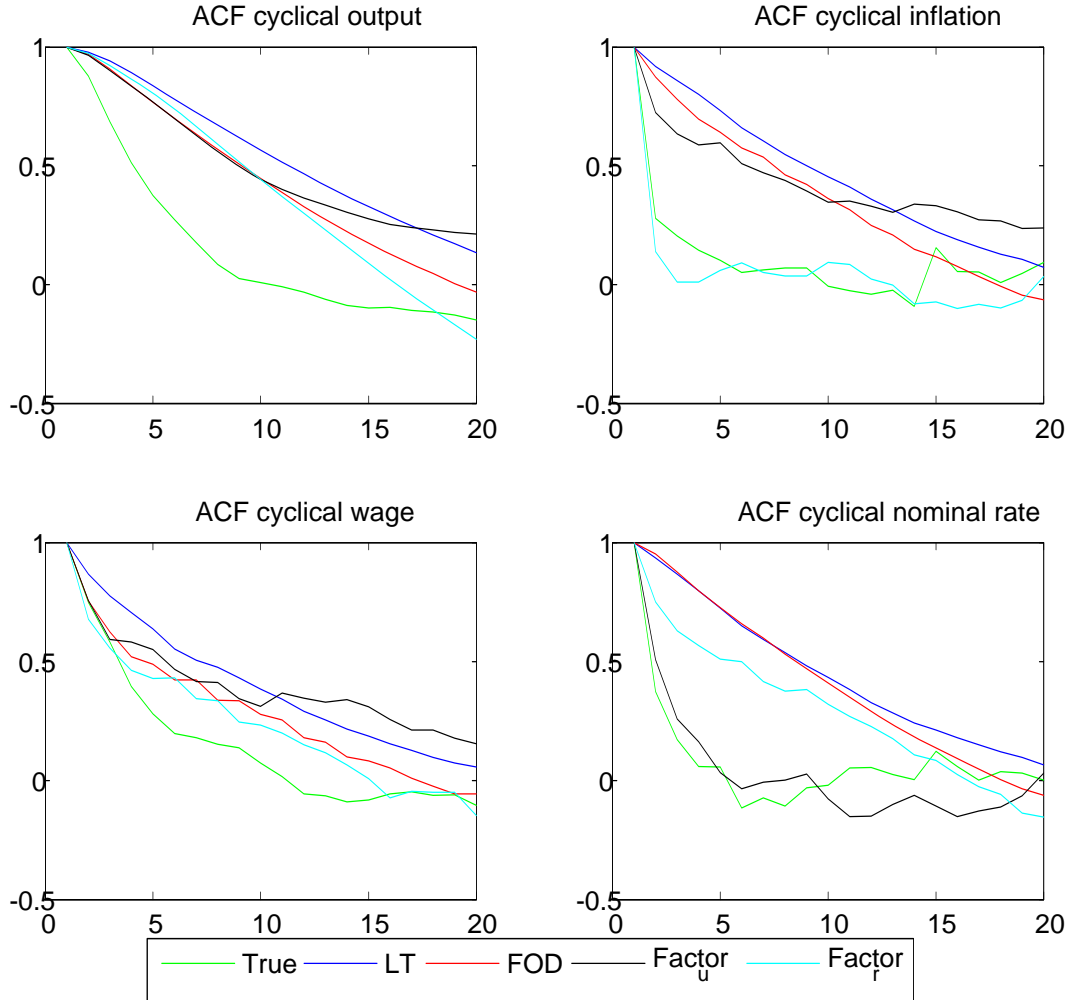 ACF cyclical output
1
0.5
0
-0.5
0 5 10 15 20
ACF cyclical inflation
1
0.5
0
-0.5
0 5 10 15 20
ACF cyclical wage
1
0.5
0
-0.5
0 5 10 15 20
ACF cyclical nominal rate
1
0.5
0
-0.5
0 5 10 15 20
True LT FOD Factor_u Factor_r